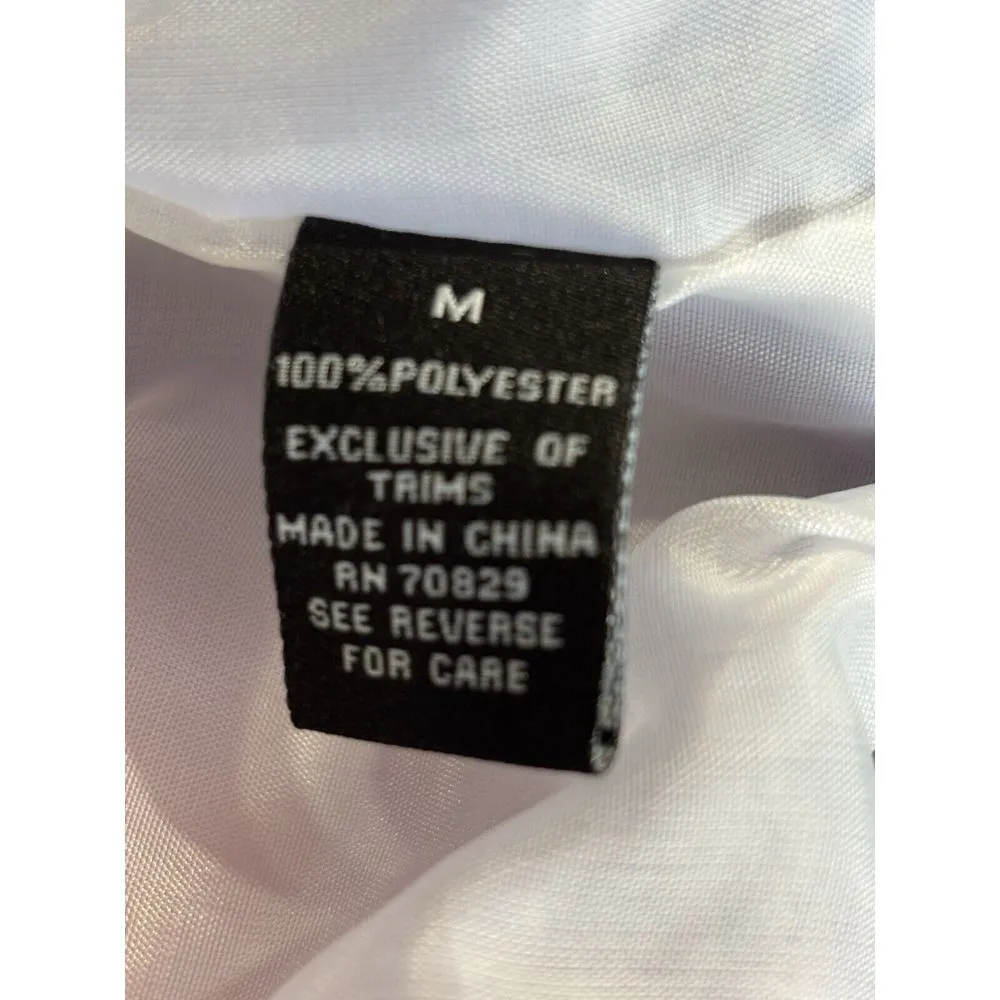 M
100%POLYESTER
EXCLUSIVE OF
TRIMS
MADE IN CHINA
RN 70829
SEE REVERSE
FOR CARE